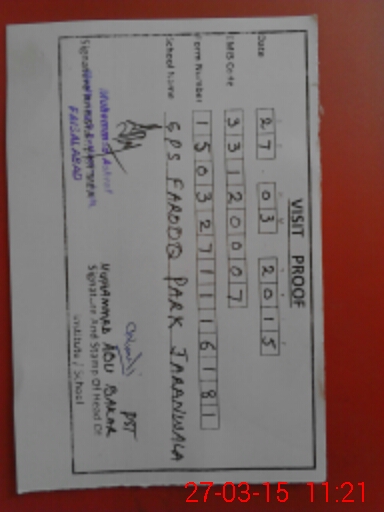 VISIT PROOF
Date 27 03 2015
EMIS Code 33120007
Form Number 1503271116181
School Name GPS FAROOQ PARK JARANWALA
MUHAMMAD ABU BAKAR PST
Signature And Stamp Of Head Of
Institute / School
FAISALABAD
27-03-15 11:21